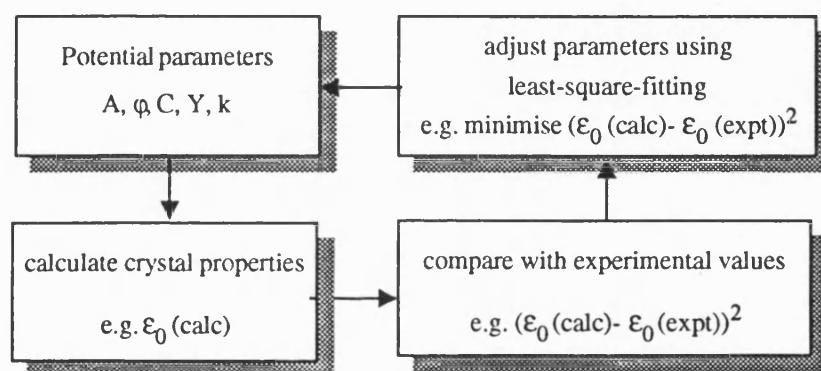 Potential parameters
A, φ, C, Y, k
adjust parameters using
least-square-fitting
e.g. minimise (ε₀ (calc)- ε₀ (expt))²
calculate crystal properties
e.g. ε₀ (calc)
compare with experimental values
e.g. (ε₀ (calc)- ε₀ (expt))²